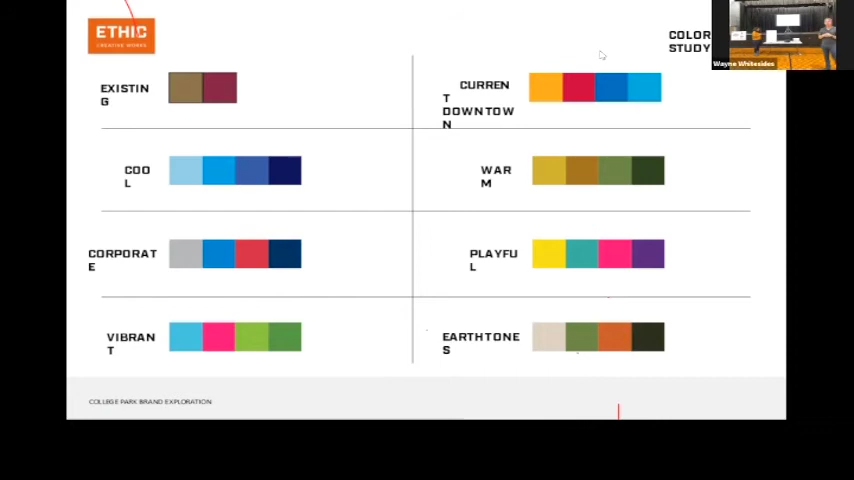 ETHIC
CREATIVE WORKS
COLOR
STUDY
Wayne Whitesides
EXISTIN
G
CURREN
T
DOWNTOW
N
COO
L
WAR
M
CORPORAT
E
PLAYFU
L
VIBRAN
T
EARTHTONE
S
COLLEGE PARK BRAND EXPLORATION